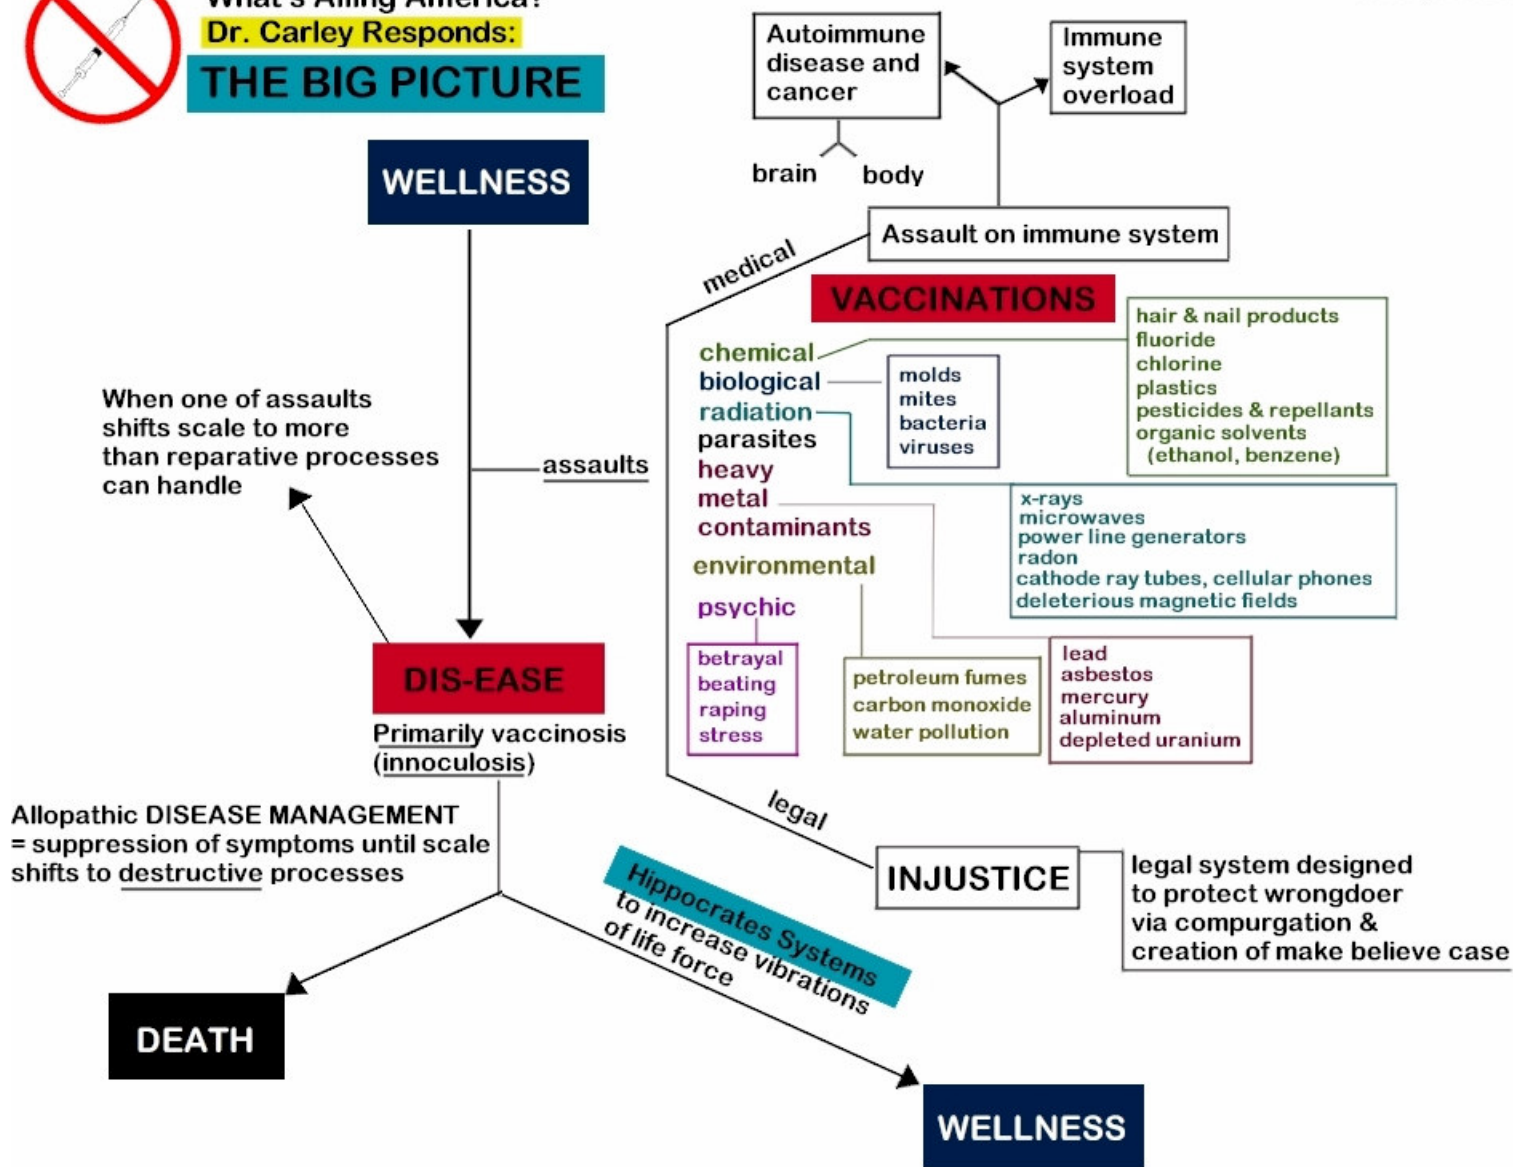 What's Ailing America?
Dr. Carley Responds:
THE BIG PICTURE
WELLNESS
Autoimmune
disease and
cancer
Immune
system
overload
brain
body
Assault on immune system
medical
VACCINATIONS
chemical
biological
radiation
parasites
heavy
metal
contaminants
environmental
psychic
hair & nail products
fluoride
chlorine
plastics
pesticides & repellants
organic solvents
(ethanol, benzene)
molds
mites
bacteria
viruses
x-rays
microwaves
power line generators
radon
cathode ray tubes, cellular phones
deleterious magnetic fields
betrayal
beating
raping
stress
petroleum fumes
carbon monoxide
water pollution
lead
asbestos
mercury
aluminum
depleted uranium
assaults
When one of assaults
shifts scale to more
than reparative processes
can handle
DIS-EASE
Primarily vaccinosis
(innoculosis)
Allopathic DISEASE MANAGEMENT
= suppression of symptoms until scale
shifts to destructive processes
legal
INJUSTICE
legal system designed
to protect wrongdoer
via compurgation &
creation of make believe case
Hippocrates Systems
to increase vibrations
of life force
DEATH
WELLNESS